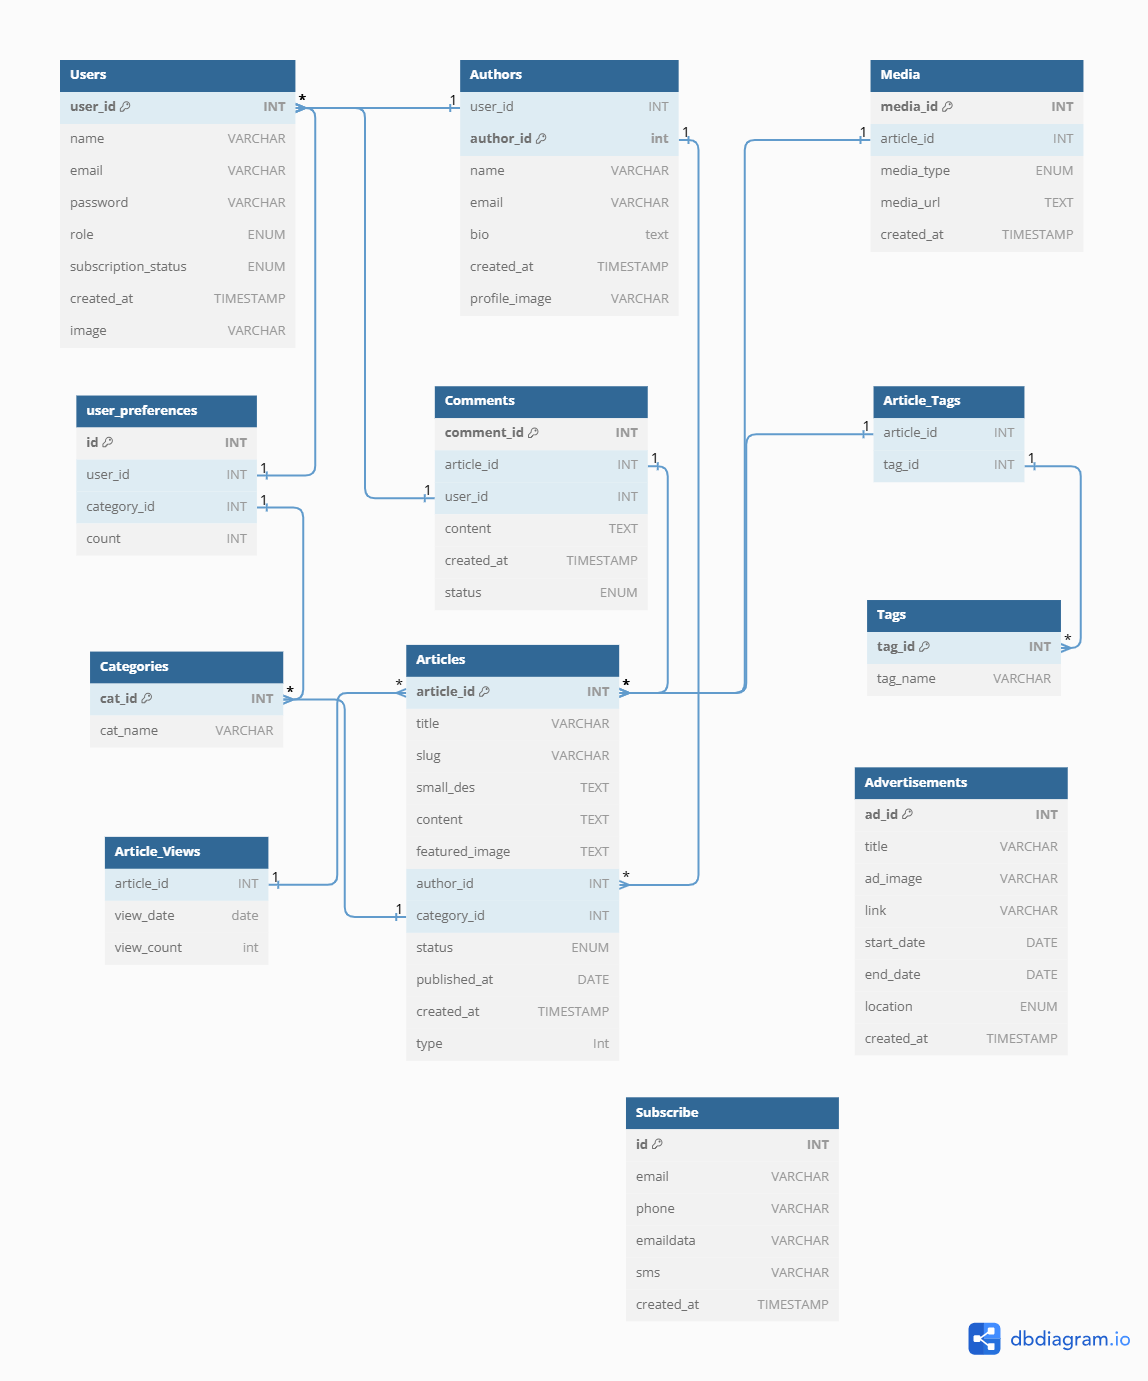 Users
user_id INT
name VARCHAR
email VARCHAR
password VARCHAR
role ENUM
subscription_status ENUM
created_at TIMESTAMP
image VARCHAR
*
1
Authors
user_id INT
author_id int
name VARCHAR
email VARCHAR
bio text
created_at TIMESTAMP
profile_image VARCHAR
1
1
Media
media_id INT
article_id INT
media_type ENUM
media_url TEXT
created_at TIMESTAMP
user_preferences
id INT
user_id INT 1
category_id INT 1
count INT
Comments
comment_id INT
article_id INT 1
1 user_id INT
content TEXT
created_at TIMESTAMP
status ENUM
1
Article_Tags
article_id INT
tag_id INT 1
Tags
tag_id INT *
tag_name VARCHAR
Categories
cat_id INT *
cat_name VARCHAR
Articles
* article_id INT *
title VARCHAR
slug VARCHAR
small_des TEXT
content TEXT
featured_image TEXT
author_id INT *
1 category_id INT
status ENUM
published_at DATE
created_at TIMESTAMP
type Int
Article_Views
article_id INT 1
view_date date
view_count int
Advertisements
ad_id INT
title VARCHAR
ad_image VARCHAR
link VARCHAR
start_date DATE
end_date DATE
location ENUM
created_at TIMESTAMP
Subscribe
id INT
email VARCHAR
phone VARCHAR
emaildata VARCHAR
sms VARCHAR
created_at TIMESTAMP
dbdiagram.io